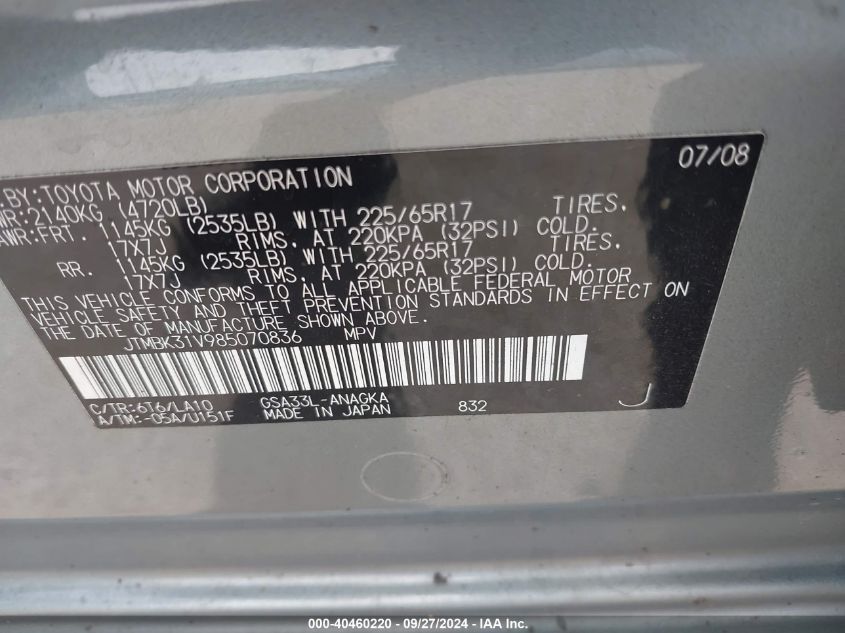 07/08
.BY:TOYOTA MOTOR CORPORATION
WR:2140KG (4720LB)
AWR:FRT. 1145KG (2535LB) WITH 225/65R17 TIRES,
17X7J RIMS, AT 220KPA (32PSI) COLD.
RR. 1145KG (2535LB) WITH 225/65R17 TIRES,
17X7J RIMS, AT 220KPA (32PSI) COLD.
THIS VEHICLE CONFORMS TO ALL APPLICABLE FEDERAL MOTOR
VEHICLE SAFETY AND THEFT PREVENTION STANDARDS IN EFFECT ON
THE DATE OF MANUFACTURE SHOWN ABOVE.
JTMBK31V985070836 MPV
C/TR:6T6/LA10 GSA33L-ANAGKA
A/TM:-05A/U151F MADE IN JAPAN 832 J
000-40460220 - 09/27/2024 - IAA Inc.